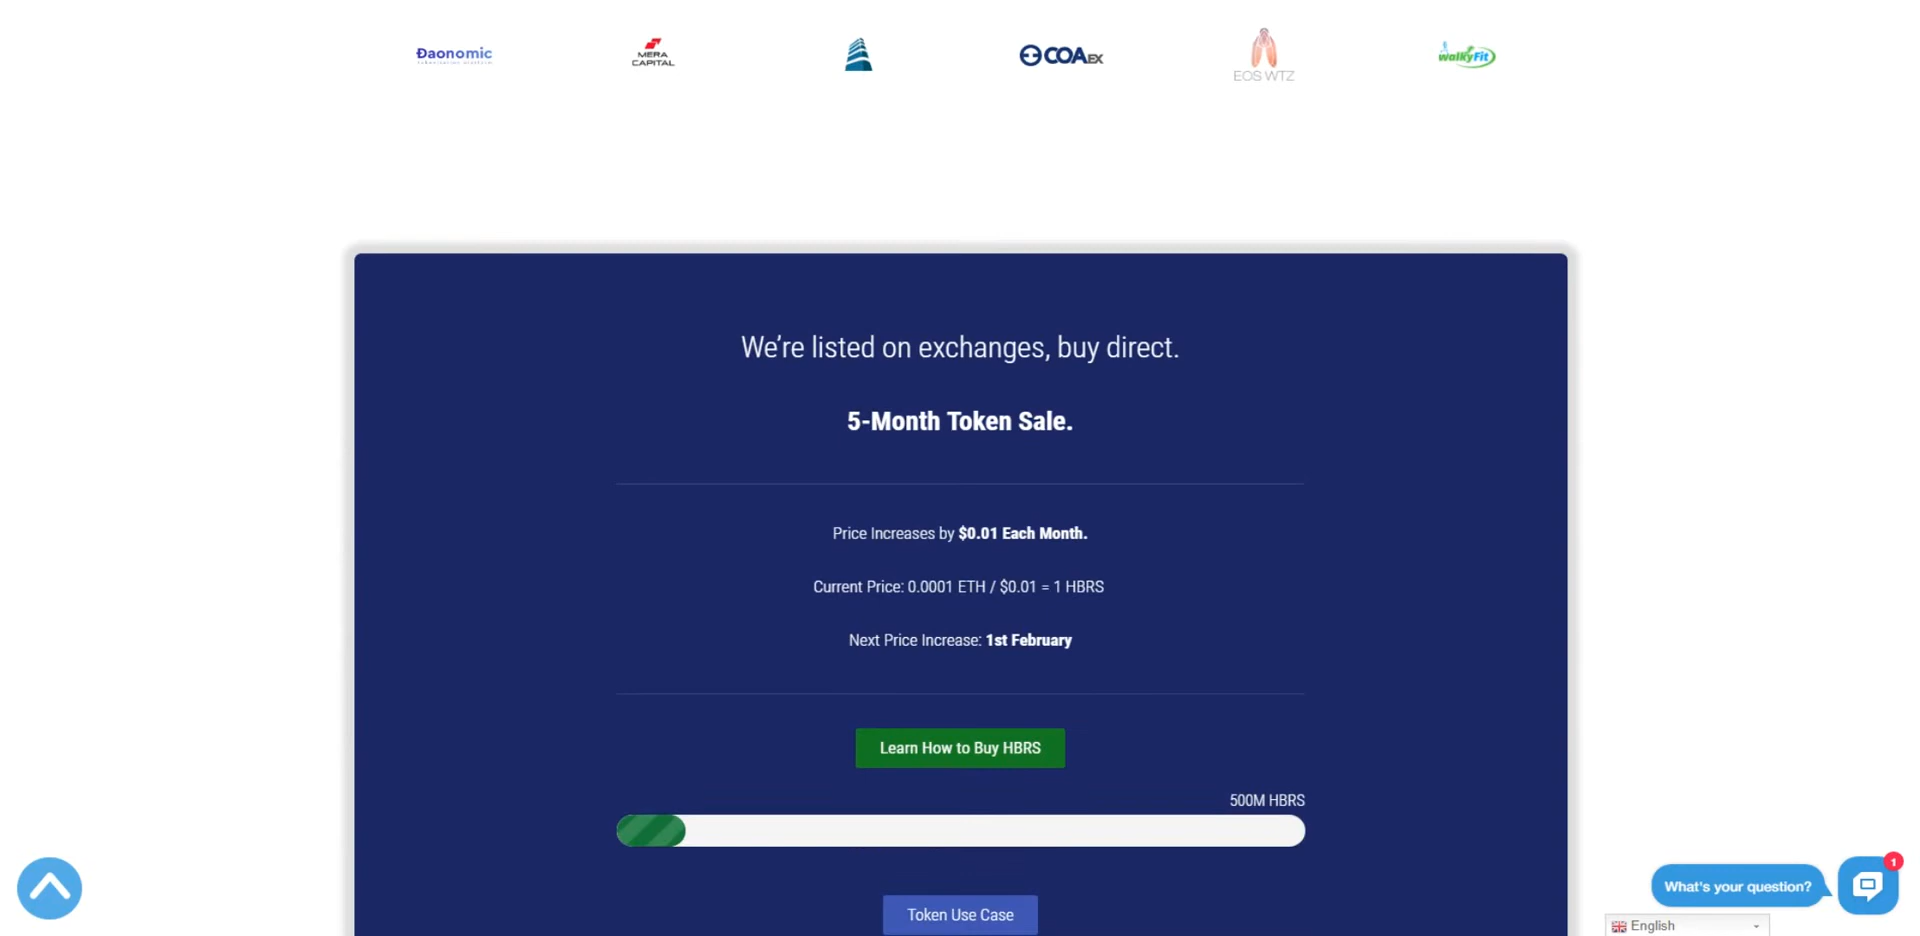 Ðaonomic
MERA
CAPITAL
COAEX
EOS WTZ
walkyFit
We're listed on exchanges, buy direct.
5-Month Token Sale.
Price Increases by $0.01 Each Month.
Current Price: 0.0001 ETH / $0.01 = 1 HBRS
Next Price Increase: 1st February
Learn How to Buy HBRS
500M HBRS
Token Use Case
1
What's your question?
English